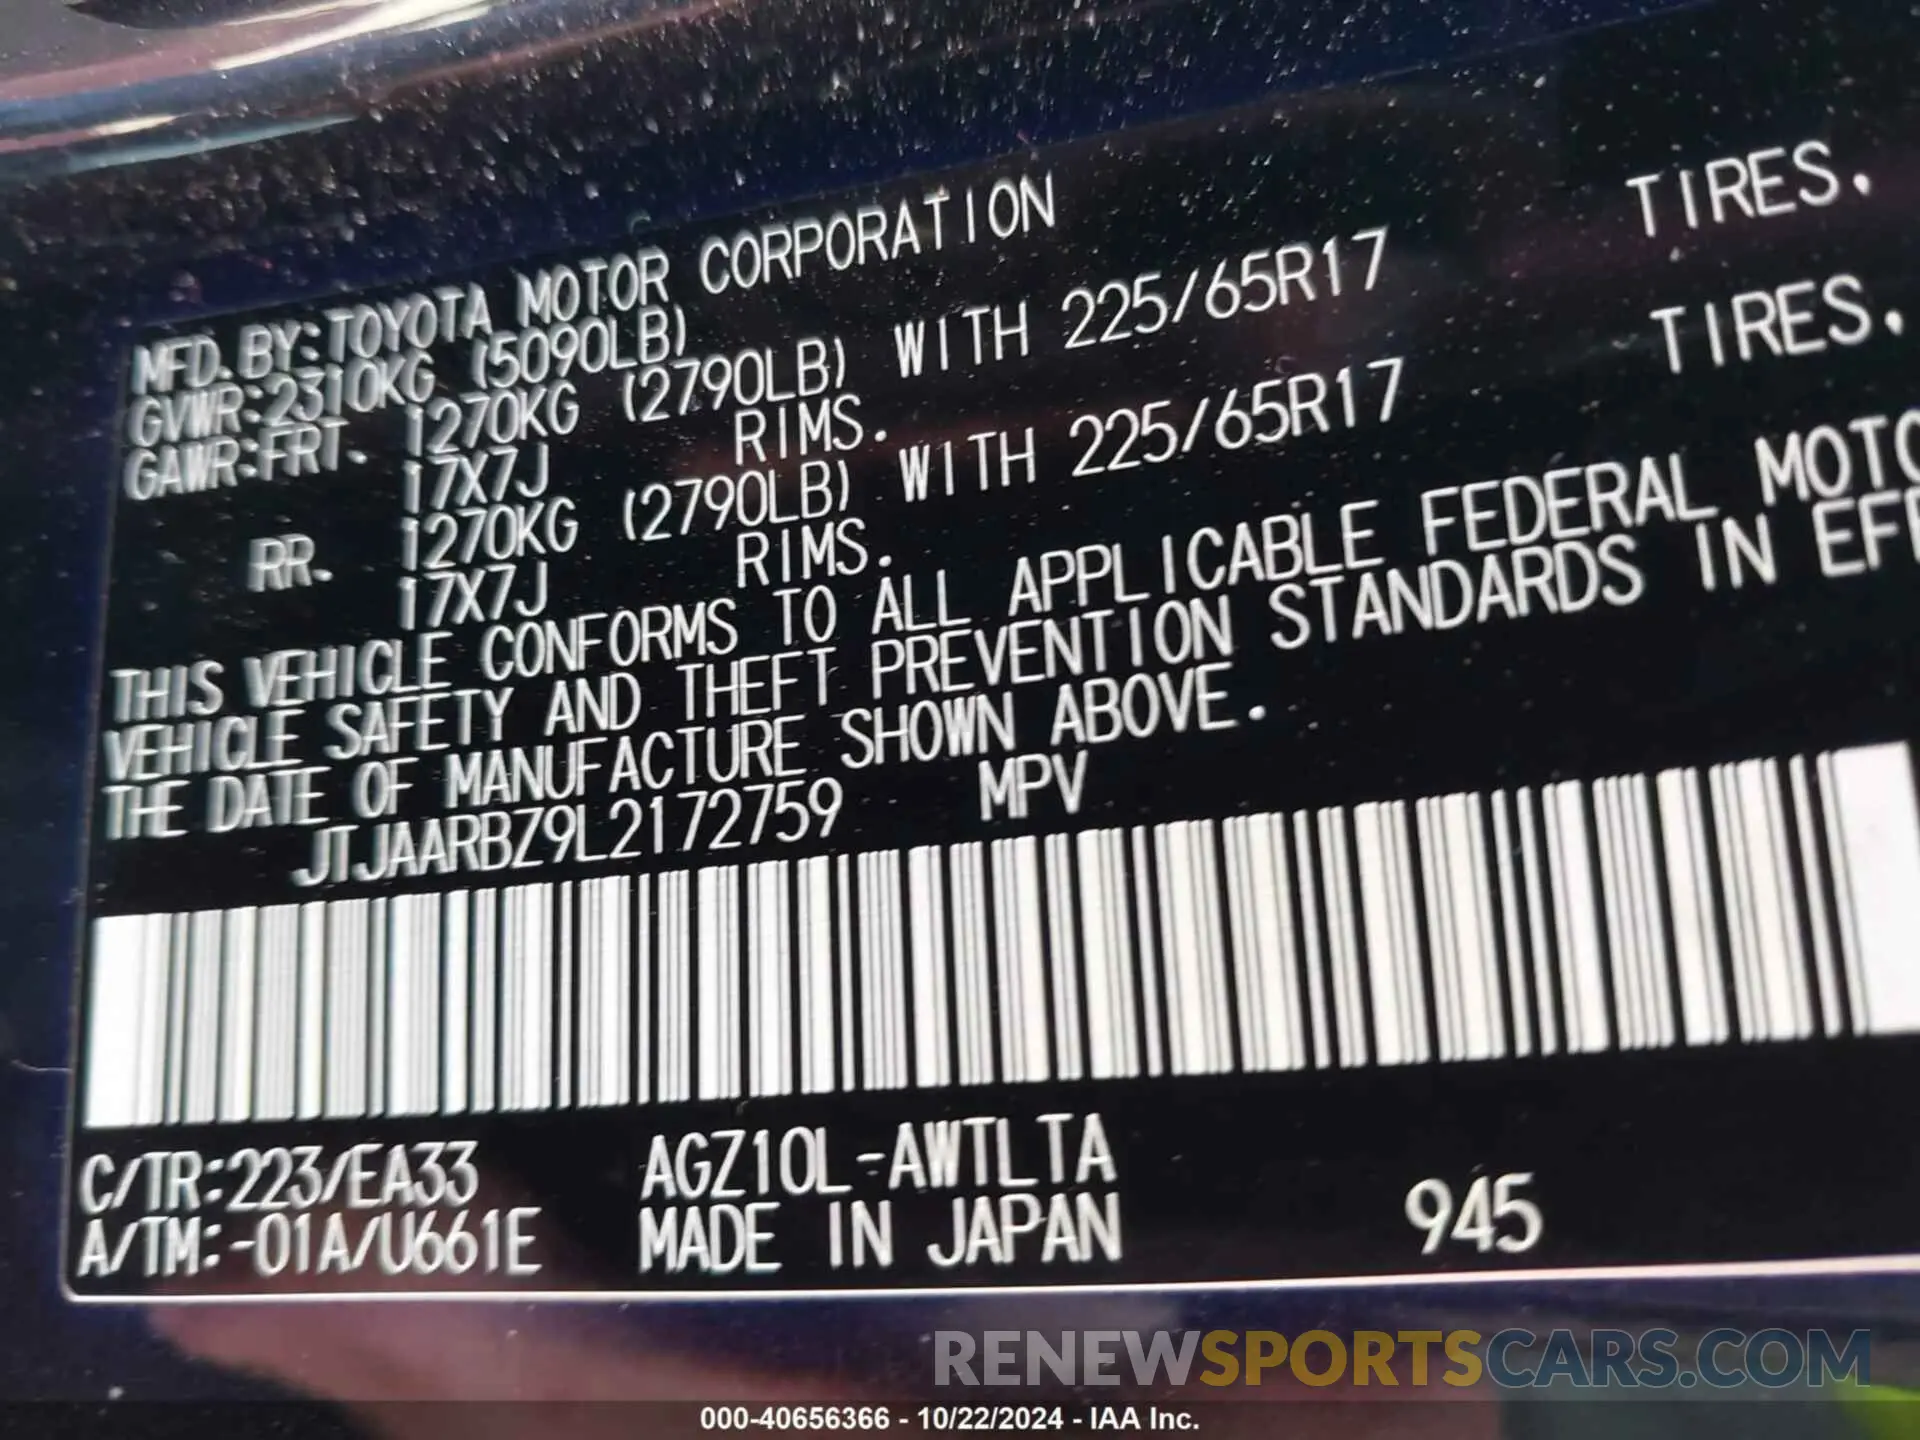 MFD.BY:TOYOTA MOTOR CORPORATION
GVWR:2310KG (5090LB)
GAWR:FRT. 1270KG (2790LB) WITH 225/65R17 TIRES,
17X7J RIMS.
RR. 1270KG (2790LB) WITH 225/65R17 TIRES,
17X7J RIMS.
THIS VEHICLE CONFORMS TO ALL APPLICABLE FEDERAL
VEHICLE SAFETY AND THEFT PREVENTION STANDARDS IN
THE DATE OF MANUFACTURE SHOWN ABOVE.
JTJAARBZ9L2172759 MPV
C/TR:223/EA33 AGZ10L-AWTLTA
A/TM:-01A/U661E MADE IN JAPAN 945
RENEWSPORTSCARS.COM
000-40656366 - 10/22/2024 - IAA Inc.